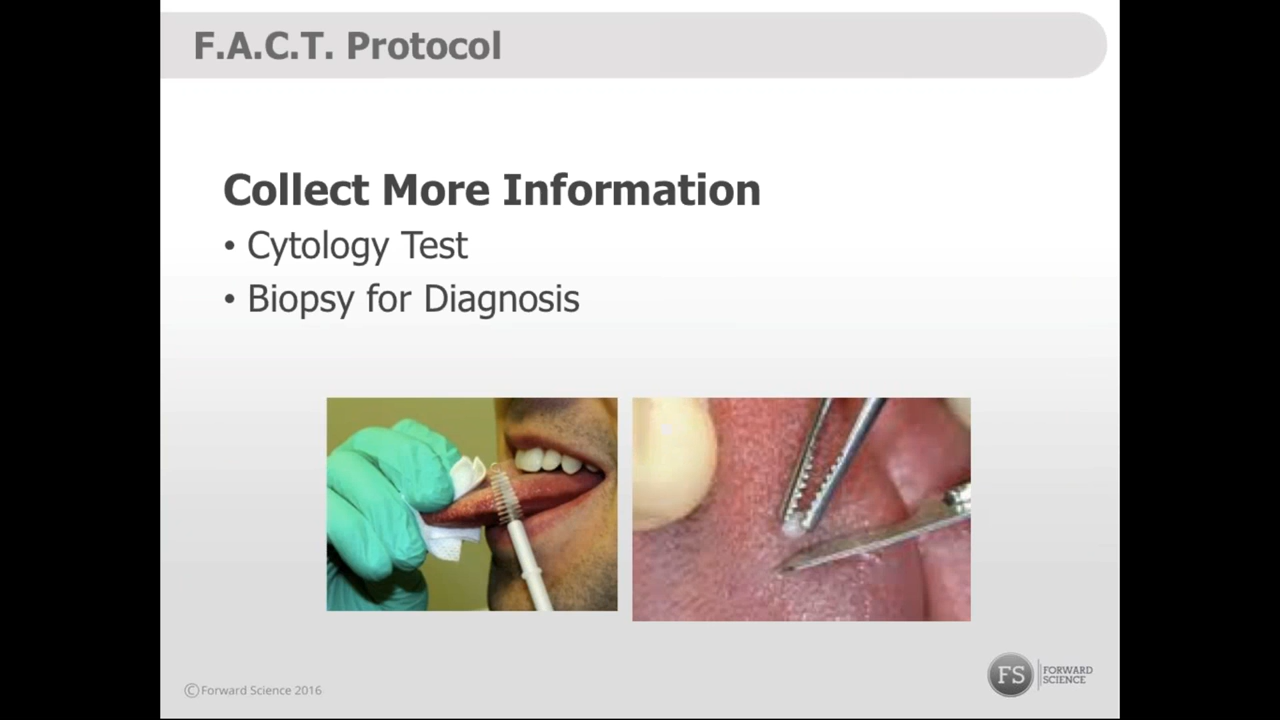 F.A.C.T. Protocol
Collect More Information
• Cytology Test
• Biopsy for Diagnosis
©Forward Science 2016
FS
FORWARD
SCIENCE